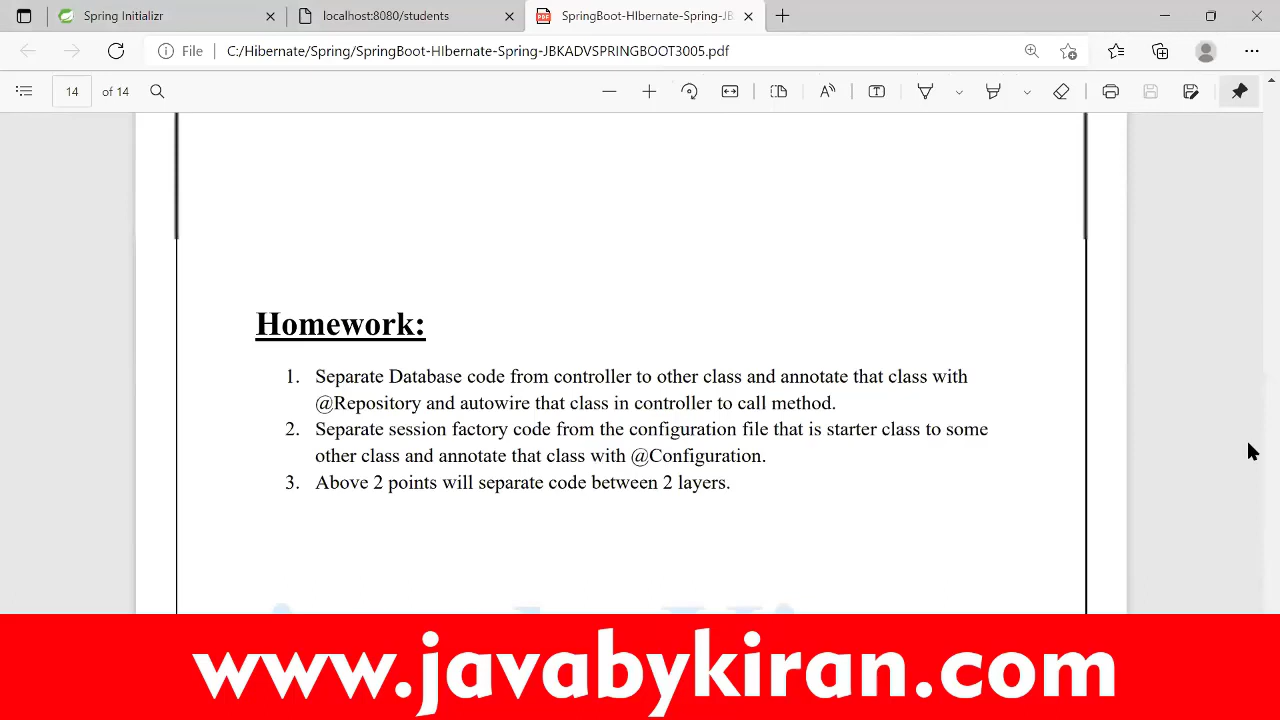 Spring Initializr
localhost:8080/students
SpringBoot-HIbernate-Spring-JB
File
C:/Hibernate/Spring/SpringBoot-HIbernate-Spring-JBKADVSPRINGBOOT3005.pdf
14 of 14
Homework:
1. Separate Database code from controller to other class and annotate that class with
@Repository and autowire that class in controller to call method.
2. Separate session factory code from the configuration file that is starter class to some
other class and annotate that class with @Configuration.
3. Above 2 points will separate code between 2 layers.
www.javabykiran.com